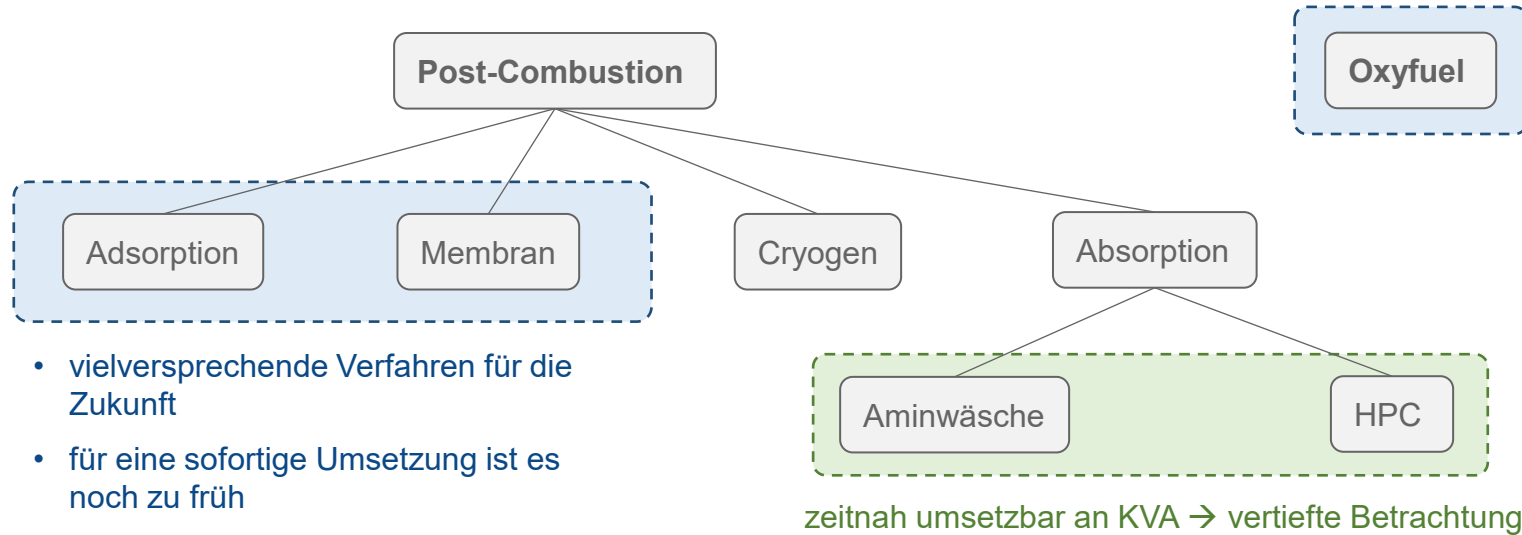 Post-Combustion
Oxyfuel
Adsorption
Membran
Cryogen
Absorption
• vielversprechende Verfahren für die
Zukunft
• für eine sofortige Umsetzung ist es
noch zu früh
Aminwäsche
HPC
zeitnah umsetzbar an KVA → vertiefte Betrachtung